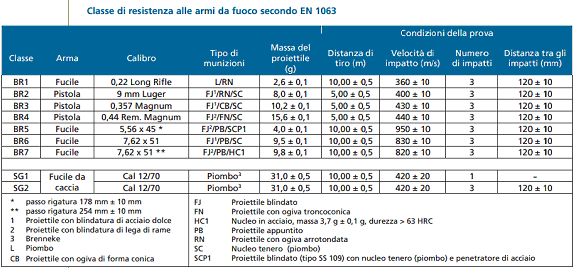 Classe di resistenza alle armi da fuoco secondo EN 1063
Condizioni della prova
Classe Arma Calibro Tipo di munizioni Massa del proiettile (g) Distanza di tiro (m) Velocità di impatto (m/s) Numero di impatti Distanza tra gli impatti (mm)
BR1 Fucile 0,22 Long Rifle L/RN 2,6 ± 0,1 10,00 ± 0,5 360 ± 10 3 120 ± 10
BR2 Pistola 9 mm Luger FJ¹/RN/SC 8,0 ± 0,1 5,00 ± 0,5 400 ± 10 3 120 ± 10
BR3 Pistola 0,357 Magnum FJ¹/CB/SC 10,2 ± 0,1 5,00 ± 0,5 430 ± 10 3 120 ± 10
BR4 Pistola 0,44 Rem. Magnum FJ²/FN/SC 15,6 ± 0,1 5,00 ± 0,5 440 ± 10 3 120 ± 10
BR5 Fucile 5,56 x 45 * FJ²/PB/SCP1 4,0 ± 0,1 10,00 ± 0,5 950 ± 10 3 120 ± 10
BR6 Fucile 7,62 x 51 FJ¹/PB/SC 9,5 ± 0,1 10,00 ± 0,5 830 ± 10 3 120 ± 10
BR7 Fucile 7,62 x 51 ** FJ²/PB/HC1 9,8 ± 0,1 10,00 ± 0,5 820 ± 10 3 120 ± 10
SG1 Fucile da caccia Cal 12/70 Piombo³ 31,0 ± 0,5 10,00 ± 0,5 420 ± 20 1 –
SG2 Cal 12/70 Piombo³ 31,0 ± 0,5 10,00 ± 0,5 420 ± 20 3 120 ± 10
* passo rigatura 178 mm ± 10 mm
** passo rigatura 254 mm ± 10 mm
1 Proiettile con blindatura di acciaio dolce
2 Proiettile con blindatura di lega di rame
3 Brenneke
L Piombo
CB Proiettile con ogiva di forma conica
FJ Proiettile blindato
FN Proiettile con ogiva troncoconica
HC1 Nucleo in acciaio, massa 3,7 g ± 0,1 g, durezza > 63 HRC
PB Proiettile appuntito
RN Proiettile con ogiva arrotondata
SC Nucleo tenero (piombo)
SCP1 Proiettile blindato (tipo SS 109) con nucleo tenero (piombo) e penetratore di acciaio